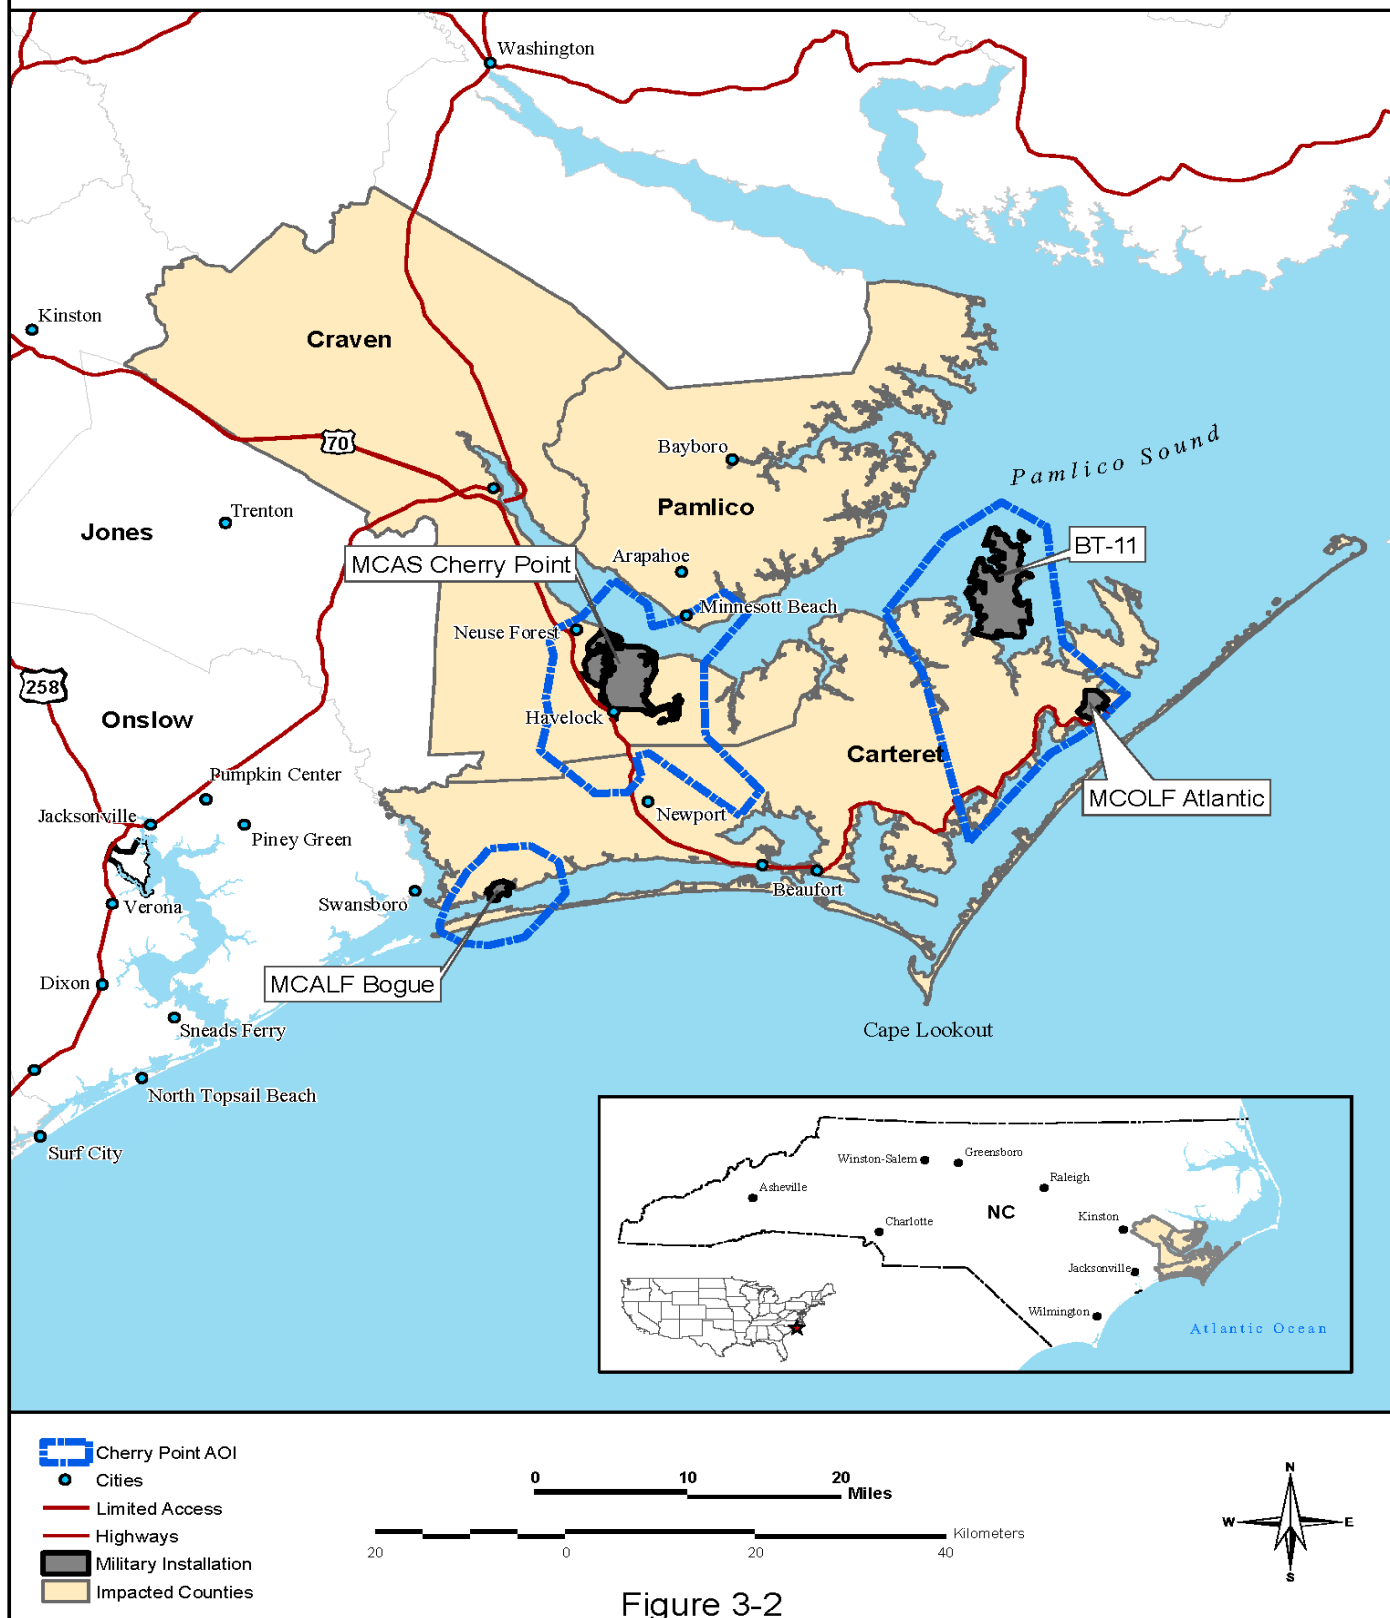 Washington
Kinston
Craven
70
Bayboro
Pamlico Sound
Pamlico
Trenton
Jones
BT-11
MCAS Cherry Point
Arapahoe
Minnesott Beach
Neuse Forest
258
Onslow
Havelock
Carteret
Pumpkin Center
MCOLF Atlantic
Jacksonville
Newport
Piney Green
Beaufort
Swansboro
Verona
MCALF Bogue
Dixon
Sneads Ferry
Cape Lookout
North Topsail Beach
Surf City
Winston-Salem
Greensboro
Raleigh
Asheville
NC
Kinston
Charlotte
Jacksonville
Wilmington
Atlantic Ocean
Cherry Point AOI
Cities
Limited Access
Highways
Military Installation
Impacted Counties
0 10 20
Miles
Kilometers
20 0 20 40
N
W E
S
Figure 3-2